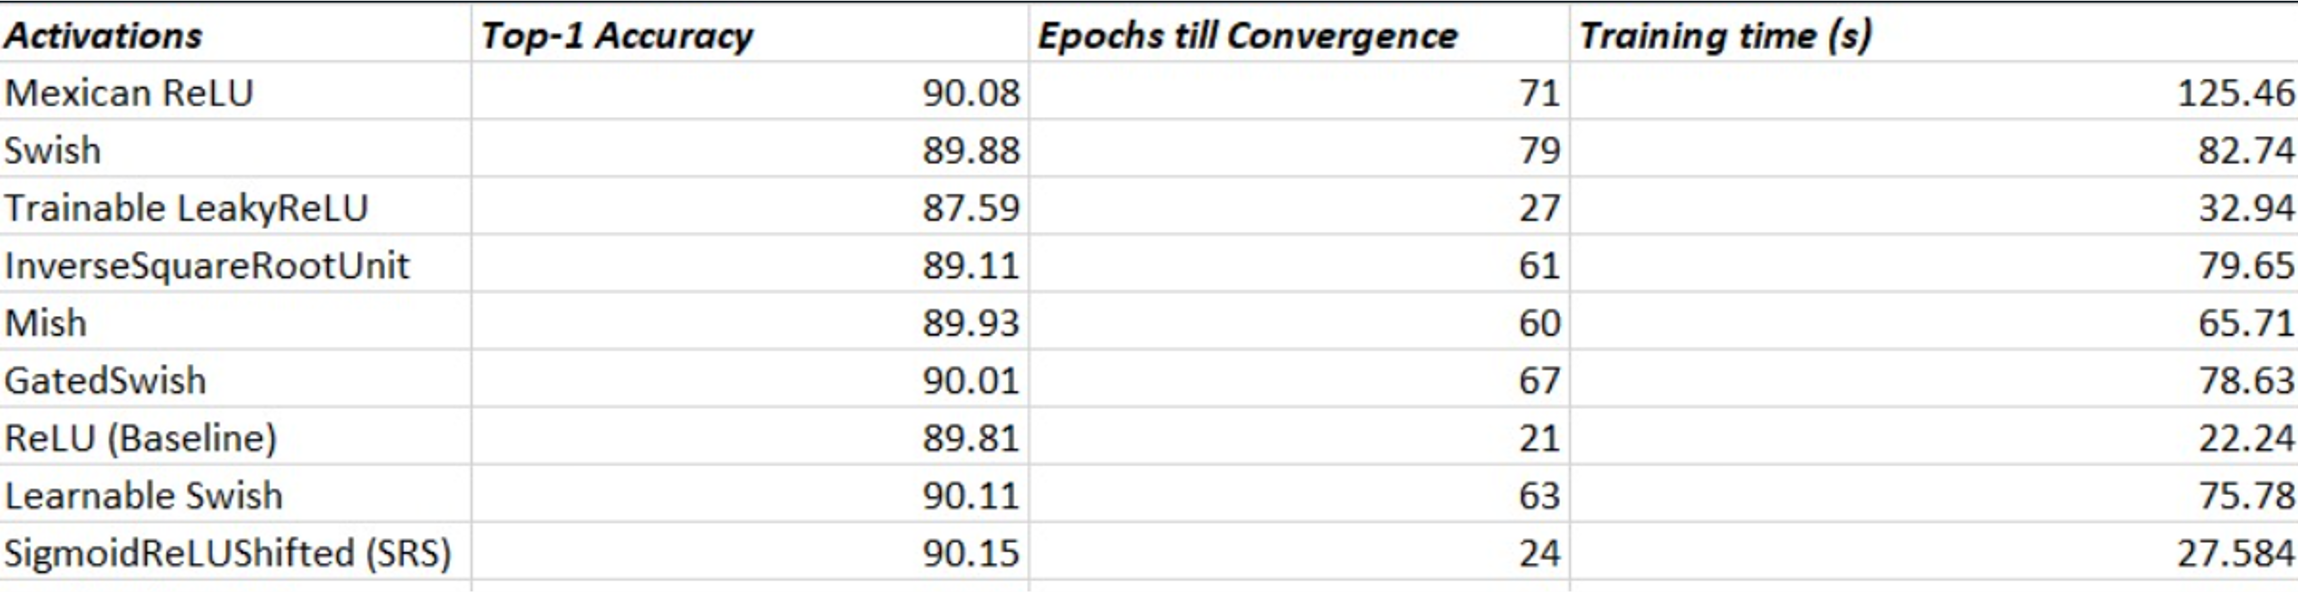 Activations Top-1 Accuracy Epochs till Convergence Training time (s)
Mexican ReLU 90.08 71 125.46
Swish 89.88 79 82.74
Trainable LeakyReLU 87.59 27 32.94
InverseSquareRootUnit 89.11 61 79.65
Mish 89.93 60 65.71
GatedSwish 90.01 67 78.63
ReLU (Baseline) 89.81 21 22.24
Learnable Swish 90.11 63 75.78
SigmoidReLUShifted (SRS) 90.15 24 27.584